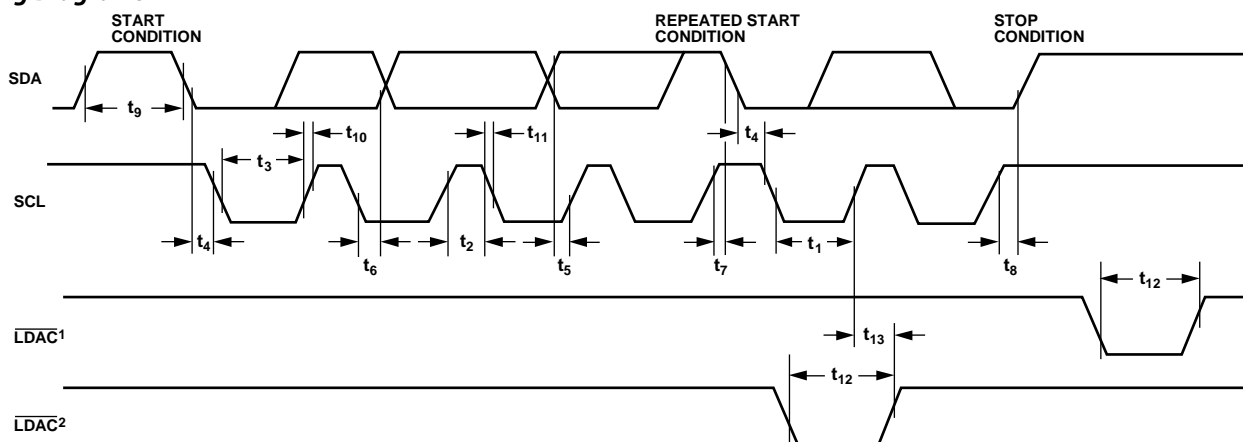 START
CONDITION
REPEATED START
CONDITION
STOP
CONDITION
SDA
t9
t10
t11
t4
t3
SCL
t4
t6
t2
t5
t7
t1
t8
t12
LDAC1
t13
t12
LDAC2